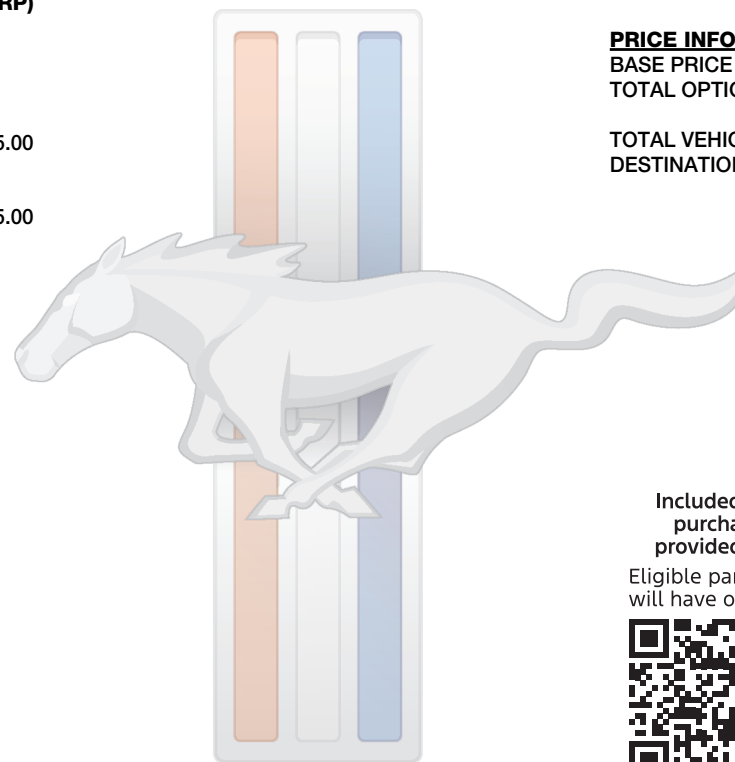 RP)
5.00
5.00
PRICE INFO
BASE PRICE
TOTAL OPTIO
TOTAL VEHIC
DESTINATION
Included
purcha
provided
Eligible par
will have o